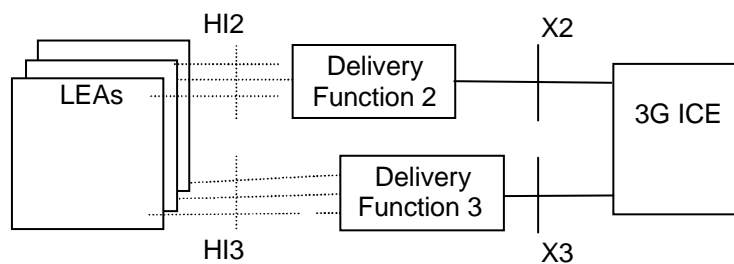 HI2
X2
LEAs
Delivery
Function 2
3G ICE
Delivery
Function 3
HI3
X3